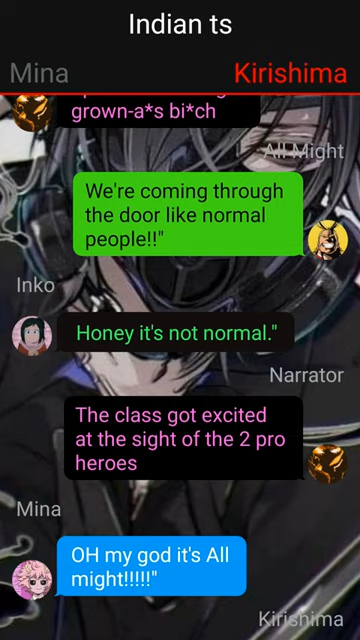 Indian ts
Mina
Kirishima
grown-a*s bi*ch
All Might
We're coming through
the door like normal
people!!"
Inko
Honey it's not normal."
Narrator
The class got excited
at the sight of the 2 pro
heroes
Mina
OH my god it's All
might!!!!!"
Kirishima